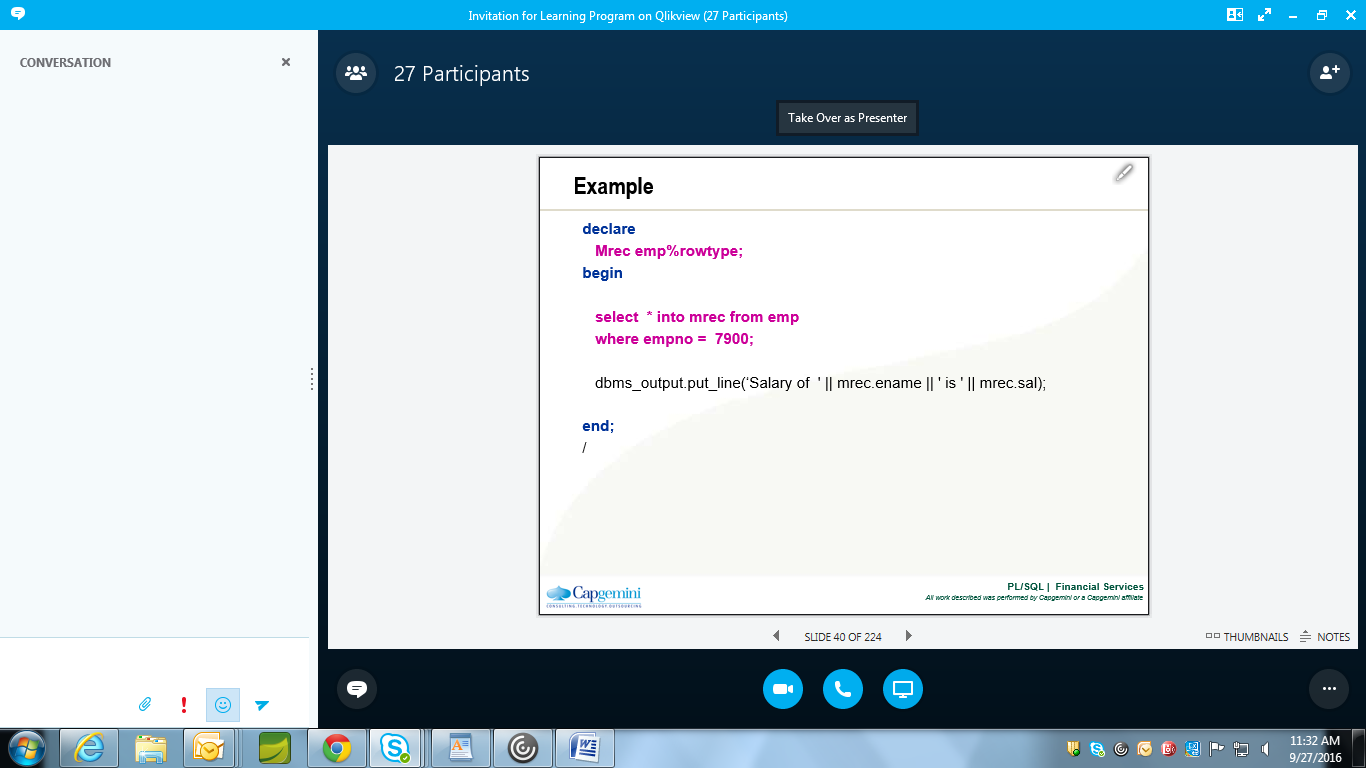 Invitation for Learning Program on Qlikview (27 Participants)
CONVERSATION
27 Participants
Take Over as Presenter
Example
declare
Mrec emp%rowtype;
begin
select  * into mrec from emp
where empno =  7900;
dbms_output.put_line(‘Salary of  ' || mrec.ename || ' is ' || mrec.sal);
end;
/
Capgemini
CONSULTING.TECHNOLOGY.OUTSOURCING
PL/SQL |  Financial Services
All work described was performed by Capgemini or a Capgemini affiliate
SLIDE 40 OF 224
THUMBNAILS
NOTES
11:32 AM
9/27/2016